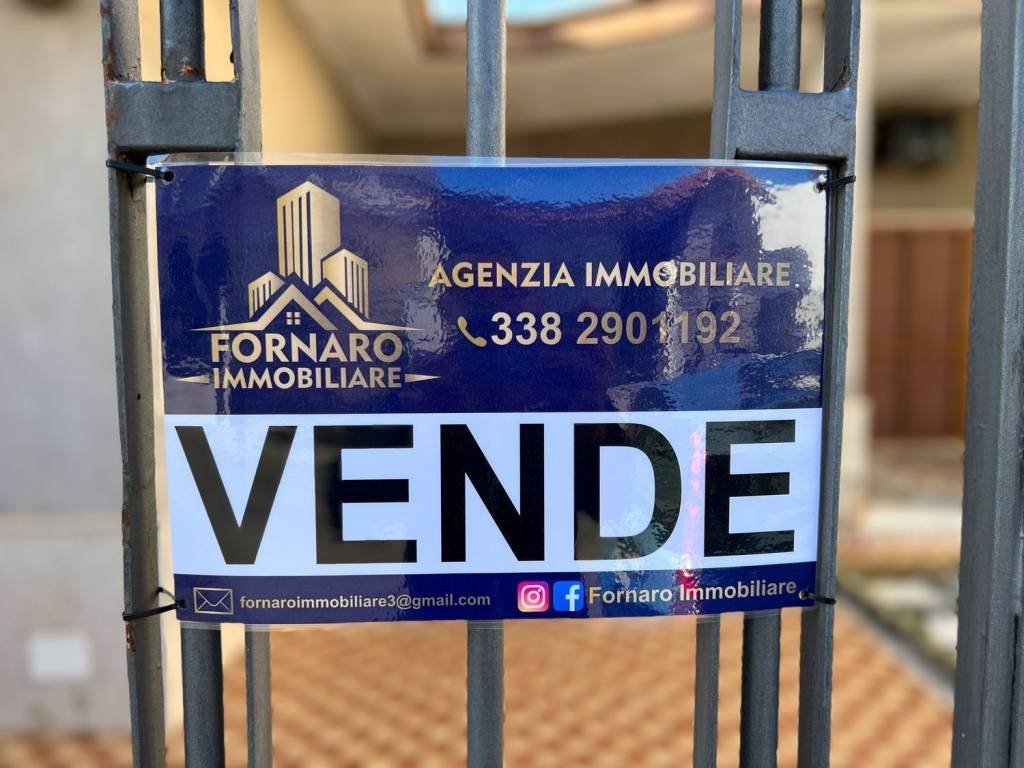 FORNARO
IMMOBILIARE
AGENZIA IMMOBILIARE
338 2901192
VENDE
fornaroimmobiliare3@gmail.com
Fornaro Immobiliare